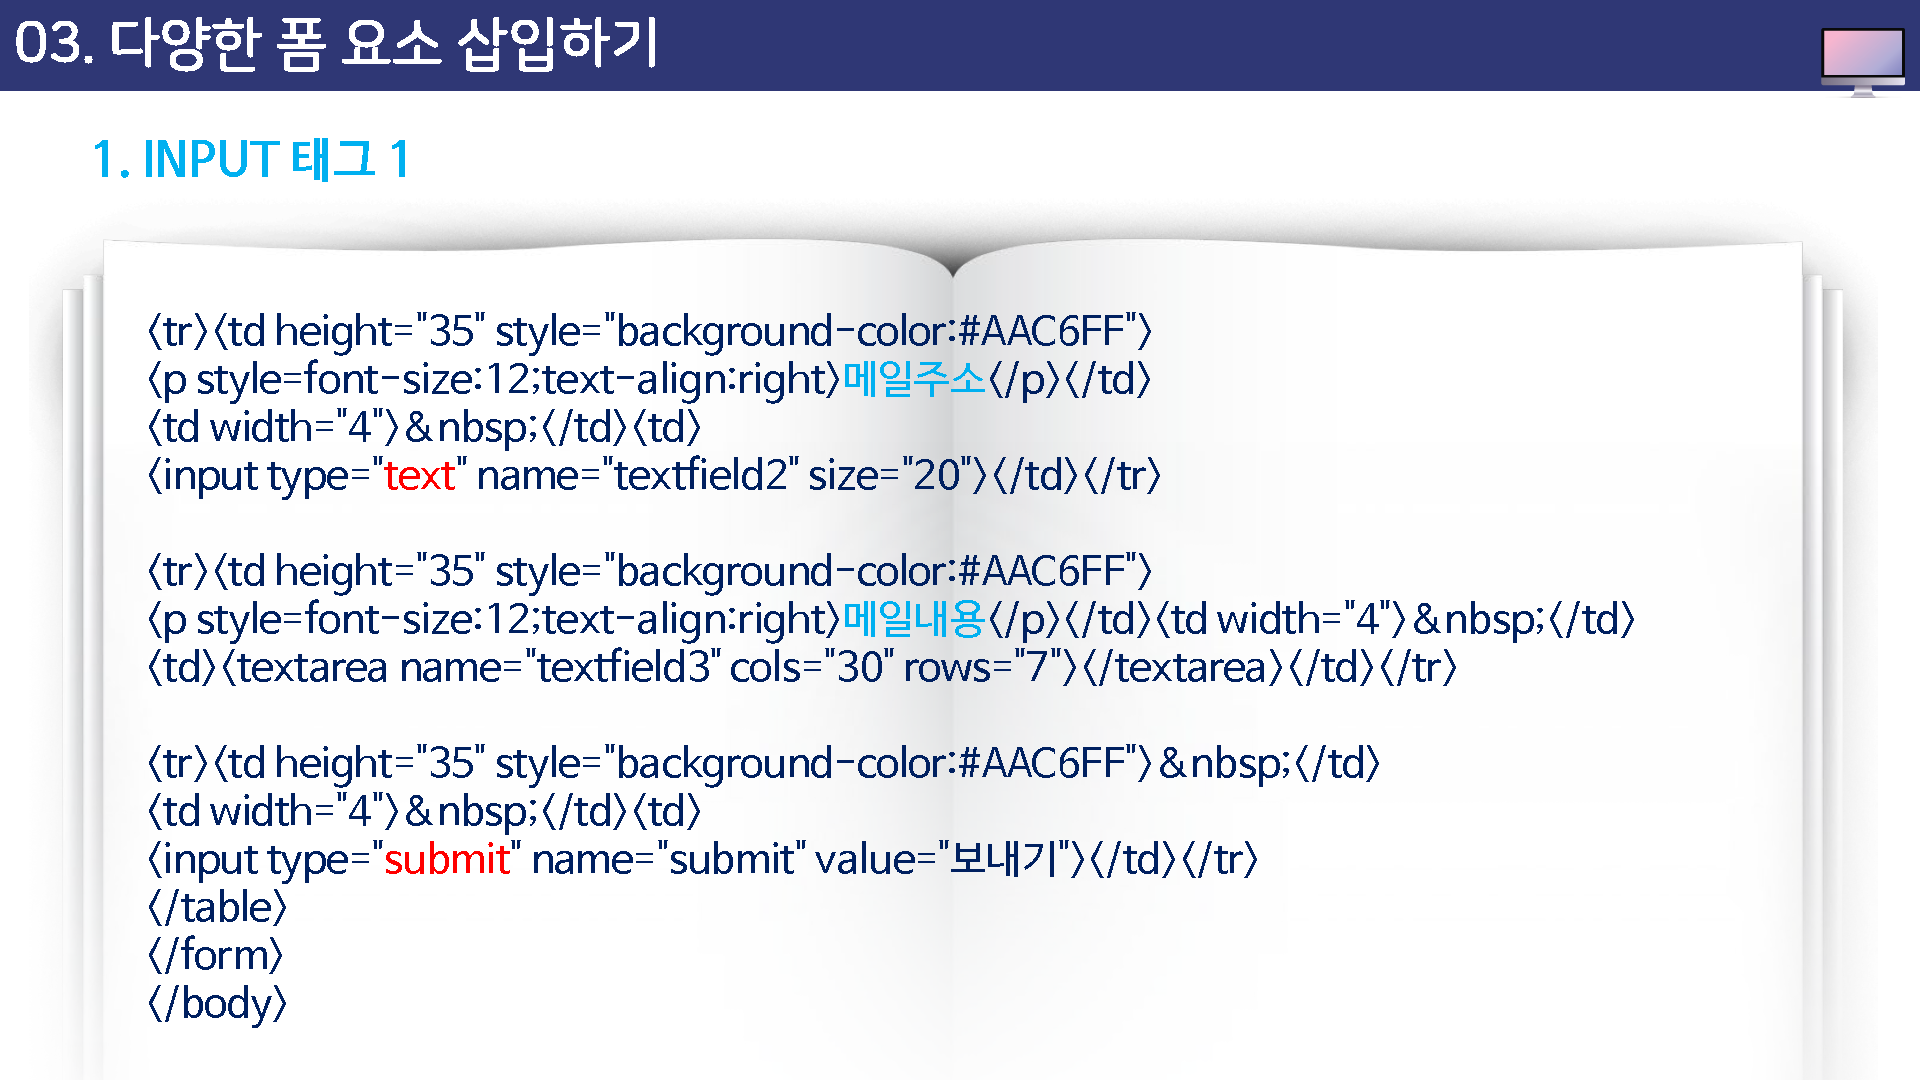 03. 다양한 폼 요소 삽입하기
1. INPUT 태그 1
<tr><td height="35" style="background-color:#AAC6FF">
<p style=font-size:12;text-align:right>메일주소</p></td>
<td width="4">&nbsp;</td><td>
<input type="text" name="textfield2" size="20"></td></tr>
<tr><td height="35" style="background-color:#AAC6FF">
<p style=font-size:12;text-align:right>메일내용</p></td><td width="4">&nbsp;</td>
<td><textarea name="textfield3" cols="30" rows="7"></textarea></td></tr>
<tr><td height="35" style="background-color:#AAC6FF">&nbsp;</td>
<td width="4">&nbsp;</td><td>
<input type="submit" name="submit" value="보내기"></td></tr>
</table>
</form>
</body>